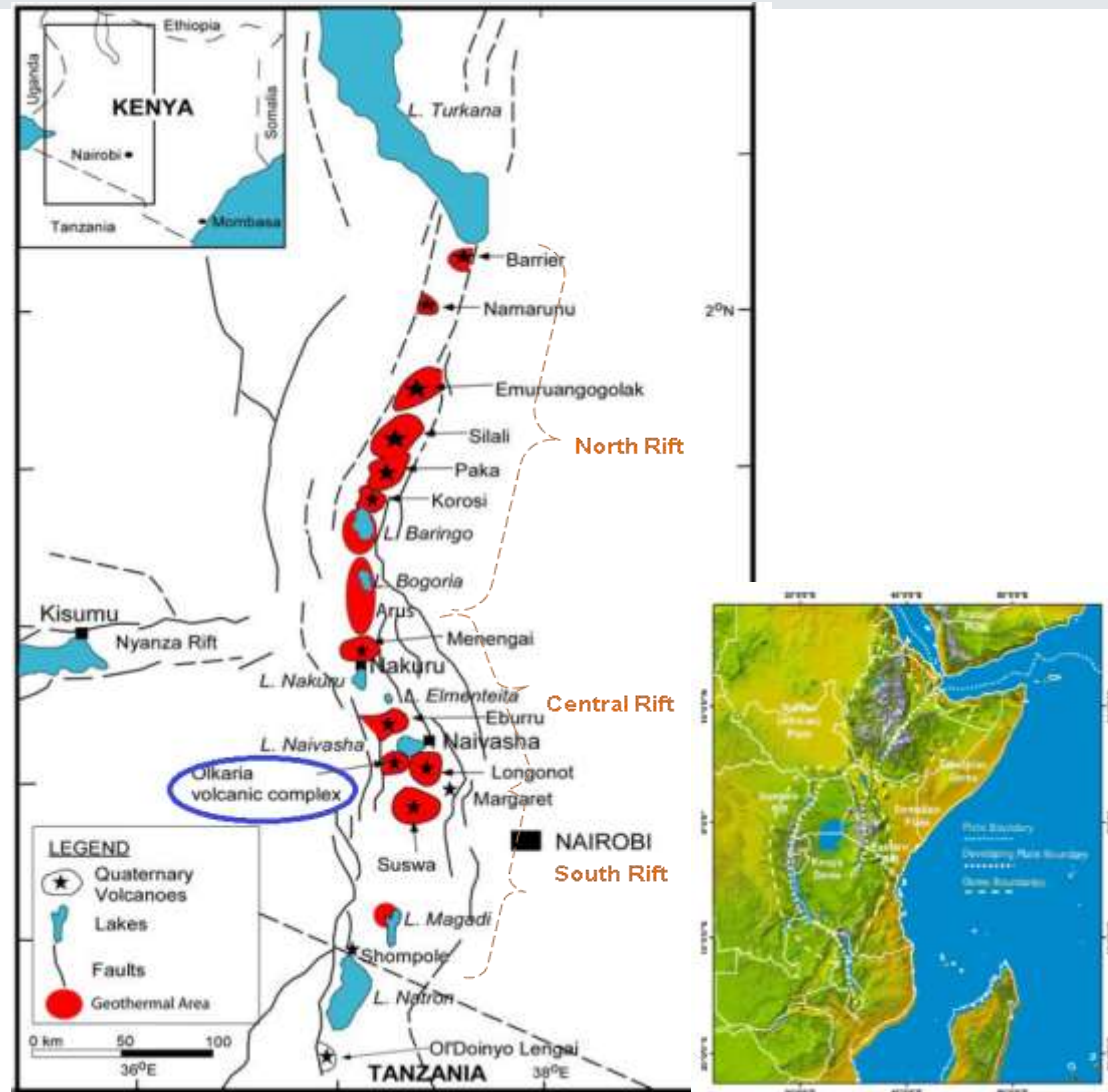 Ethiopia
Uganda
KENYA
Somalia
Nairobi
Tanzania
Mombasa
L. Turkana
Barrier
Namarunu
2°N
Emuruangogolak
Silali
North Rift
Paka
Korosi
L. Baringo
L. Bogoria
Arus
Kisumu
Nyanza Rift
Menengai
Nakuru
L. Nakuru
L. Elmenteita
Central Rift
Eburru
L. Naivasha
Naivasha
Olkaria
volcanic complex
Longonot
Margaret
NAIROBI
Suswa
South Rift
L. Magadi
Shompole
L. Natron
Ol'Doinyo Lengai
TANZANIA
LEGEND
Quaternary
Volcanoes
Lakes
Faults
Geothermal Area
0 km 50 100
36°E
38°E
Plate Boundary
Developing Plate Boundary